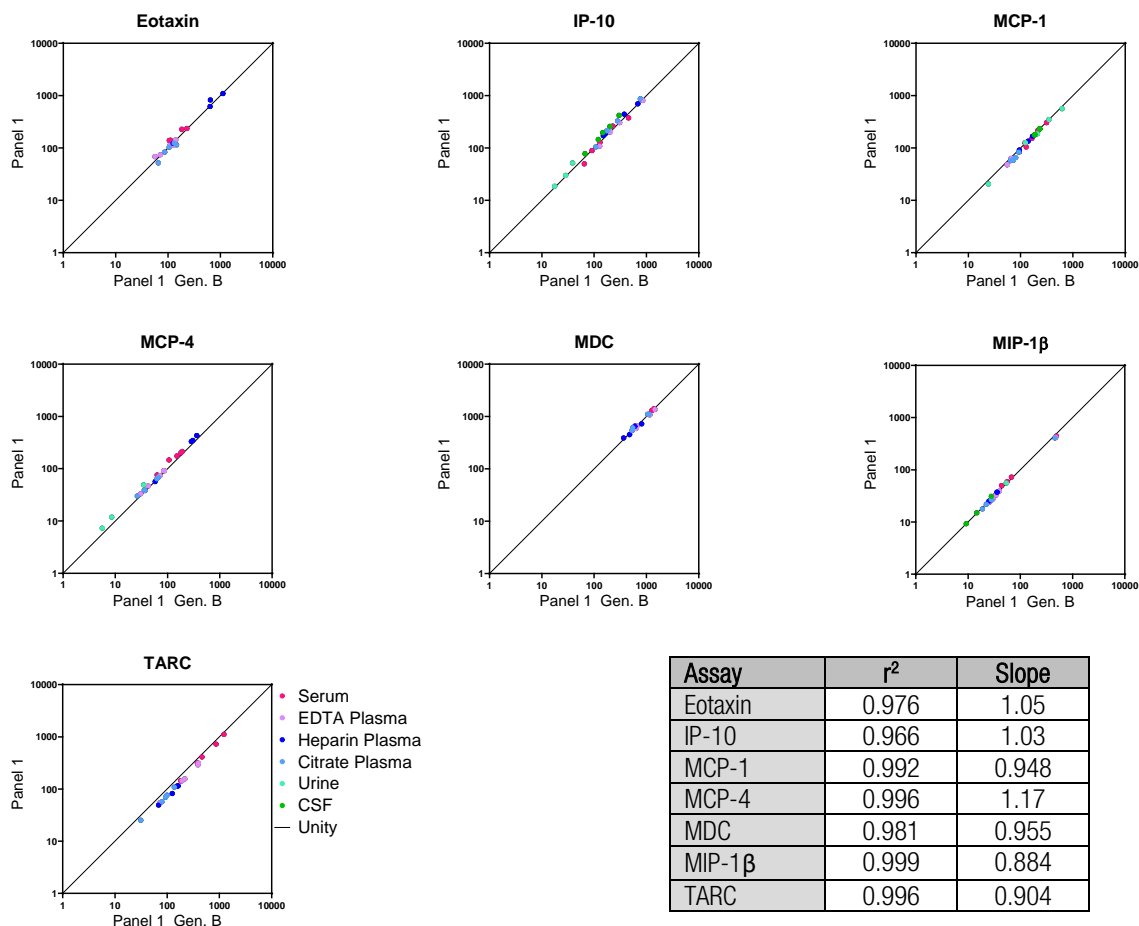 Eotaxin
10000
1000
100
10
1
Panel 1
1 10 100 1000 10000
Panel 1 Gen. B
IP-10
10000
1000
100
10
1
Panel 1
1 10 100 1000 10000
Panel 1 Gen. B
MCP-1
10000
1000
100
10
1
Panel 1
1 10 100 1000 10000
Panel 1 Gen. B
MCP-4
10000
1000
100
10
1
Panel 1
1 10 100 1000 10000
Panel 1 Gen. B
MDC
10000
1000
100
10
1
Panel 1
1 10 100 1000 10000
Panel 1 Gen. B
MIP-1β
10000
1000
100
10
1
Panel 1
1 10 100 1000 10000
Panel 1 Gen. B
TARC
10000
1000
100
10
1
Panel 1
1 10 100 1000 10000
Panel 1 Gen. B
Serum
EDTA Plasma
Heparin Plasma
Citrate Plasma
Urine
CSF
Unity
Assay r² Slope
Eotaxin 0.976 1.05
IP-10 0.966 1.03
MCP-1 0.992 0.948
MCP-4 0.996 1.17
MDC 0.981 0.955
MIP-1β 0.999 0.884
TARC 0.996 0.904